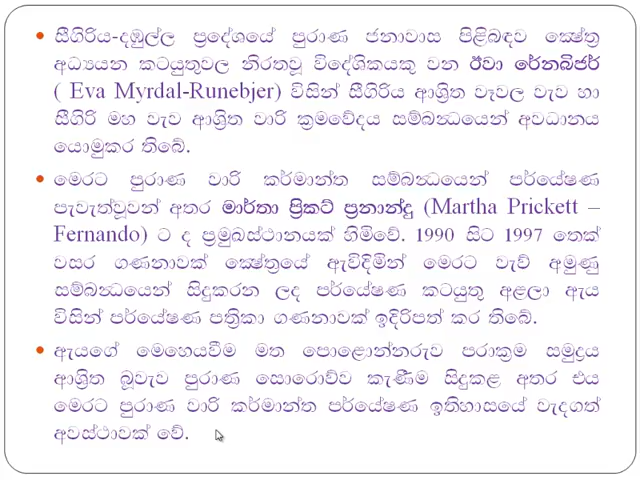 සීගිරිය-දඹුල්ල ප්‍රදේශයේ පුරාණ ජනාවාස පිළිබඳව ක්‍ෂේත්‍ර
අධ්‍යයන කටයුතුවල නිරතවූ විදේශිකයකු වන ඊවා රේනබිජර්
( Eva Myrdal-Runebjer) විසින් සීගිරිය ආශ්‍රිත වෑවල වැව හා
සීගිරි මහ වැව ආශ්‍රිත වාරි ක්‍රමවේදය සම්බන්‍ධයෙන් අවධානය
යොමුකර තිබේ.
මෙරට පුරාණ වාරි කර්මාන්ත සම්බන්‍ධයෙන් පර්යේෂණ
පැවැත්වූවන් අතර මාර්තා ප්‍රිකට් ප්‍රනාන්දු (Martha Prickett –
Fernando) ට ද ප්‍රමුඛස්ථානයක් හිමිවේ. 1990 සිට 1997 තෙක්
වසර ගණනාවක් ක්‍ෂේත්‍රයේ ඇවිදිමින් මෙරට වැව් අමුණු
සම්බන්‍ධයෙන් සිදුකරන ලද පර්යේෂණ කටයුතු අළලා ඇය
විසින් පර්යේෂණ පත්‍රිකා ගණනාවක් ඉදිරිපත් කර තිබේ.
ඇයගේ මෙහෙයවීම මත පොළොන්නරුව පරාක්‍රම සමුද්‍රය
ආශ්‍රිත බූවැව පුරාණ සොරොව්ව කැණීම සිදුකළ අතර එය
මෙරට පුරාණ වාරි කර්මාන්ත පර්යේෂණ ඉතිහාසයේ වැදගත්
අවස්ථාවක් වේ.